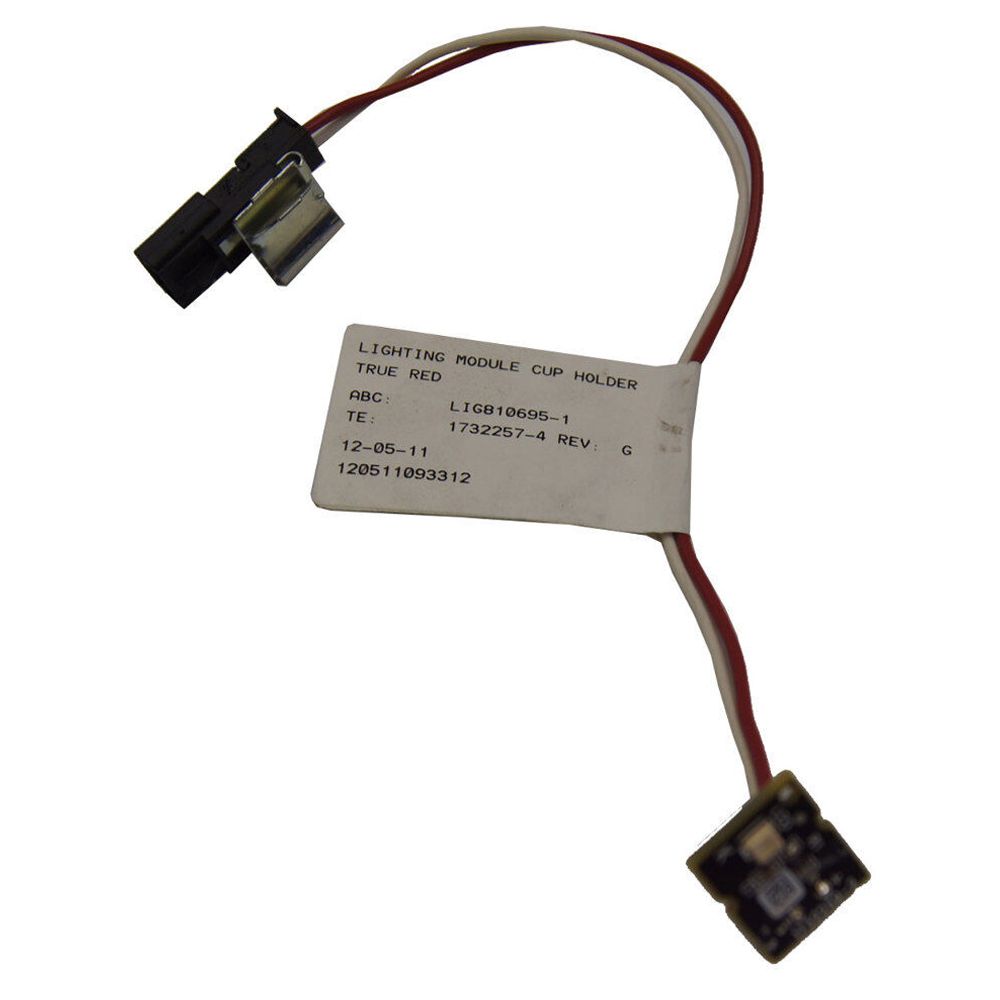 LIGHTING MODULE CUP HOLDER
TRUE RED
ABC: LIG810695-1
TE: 1732257-4 REV: G
12-05-11
120511093312